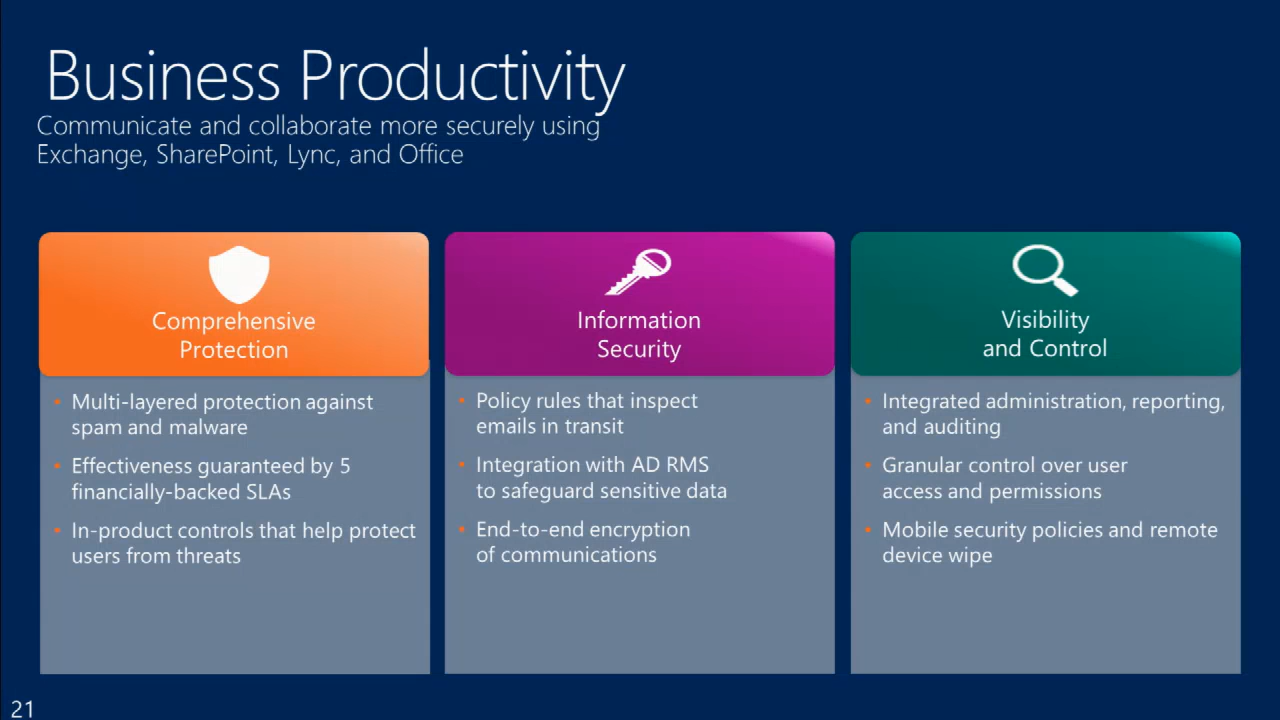 Business Productivity
Communicate and collaborate more securely using
Exchange, SharePoint, Lync, and Office
Comprehensive
Protection
• Multi-layered protection against
spam and malware
• Effectiveness guaranteed by 5
financially-backed SLAs
• In-product controls that help protect
users from threats
Information
Security
• Policy rules that inspect
emails in transit
• Integration with AD RMS
to safeguard sensitive data
• End-to-end encryption
of communications
Visibility
and Control
• Integrated administration, reporting,
and auditing
• Granular control over user
access and permissions
• Mobile security policies and remote
device wipe
21